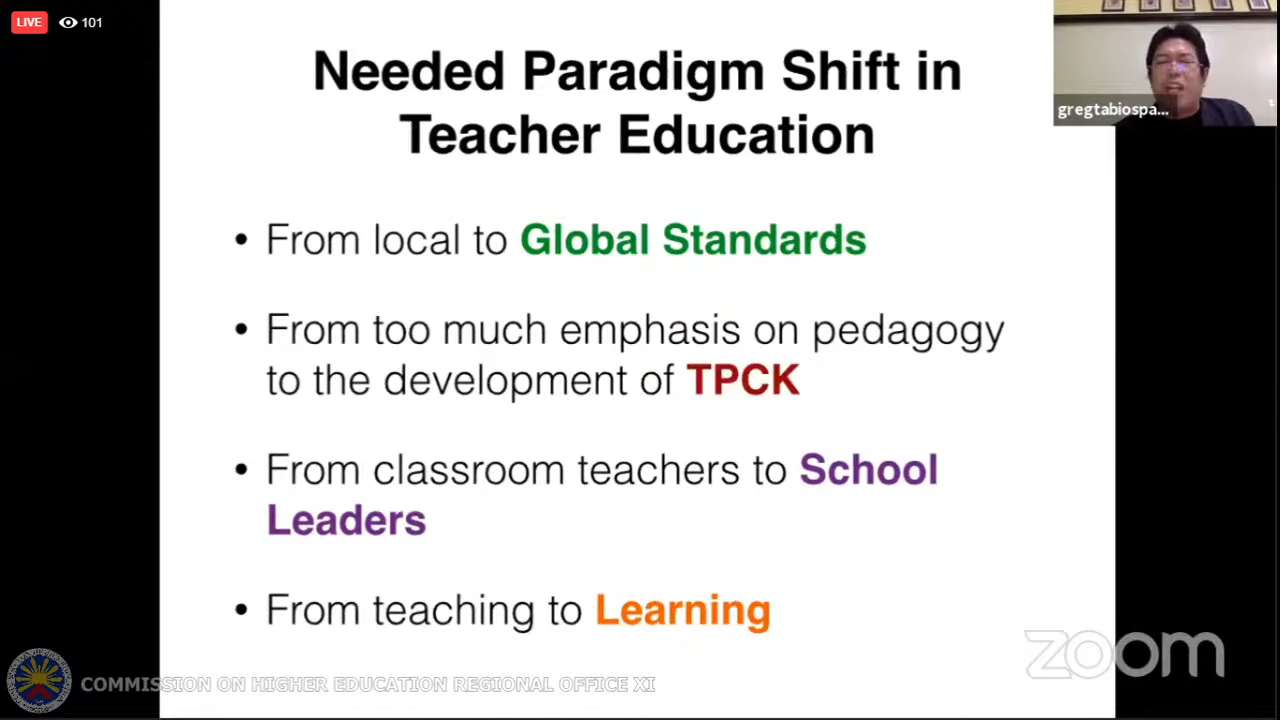 LIVE 101
Needed Paradigm Shift in
Teacher Education
gregtabiospa...
• From local to Global Standards
• From too much emphasis on pedagogy
to the development of TPCK
• From classroom teachers to School
Leaders
• From teaching to Learning
zoom
COMMISSION ON HIGHER EDUCATION REGIONAL OFFICE XI